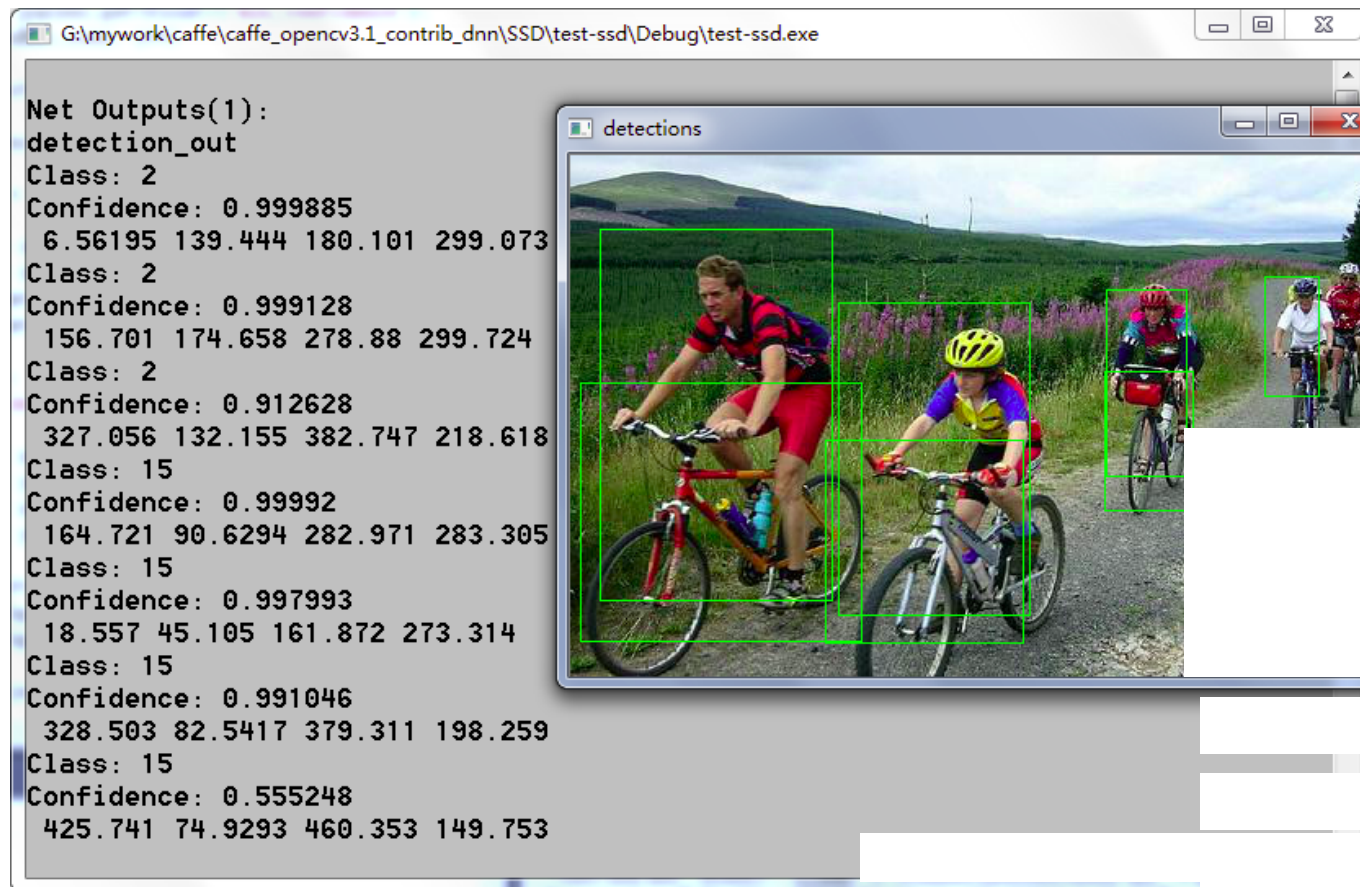 G:\mywork\caffe\caffe_opencv3.1_contrib_dnn\SSD\test-ssd\Debug\test-ssd.exe
Net Outputs(1):
detection_out
Class: 2
Confidence: 0.999885
6.56195 139.444 180.101 299.073
Class: 2
Confidence: 0.999128
156.701 174.658 278.88 299.724
Class: 2
Confidence: 0.912628
327.056 132.155 382.747 218.618
Class: 15
Confidence: 0.99992
164.721 90.6294 282.971 283.305
Class: 15
Confidence: 0.997993
18.557 45.105 161.872 273.314
Class: 15
Confidence: 0.991046
328.503 82.5417 379.311 198.259
Class: 15
Confidence: 0.555248
425.741 74.9293 460.353 149.753
detections